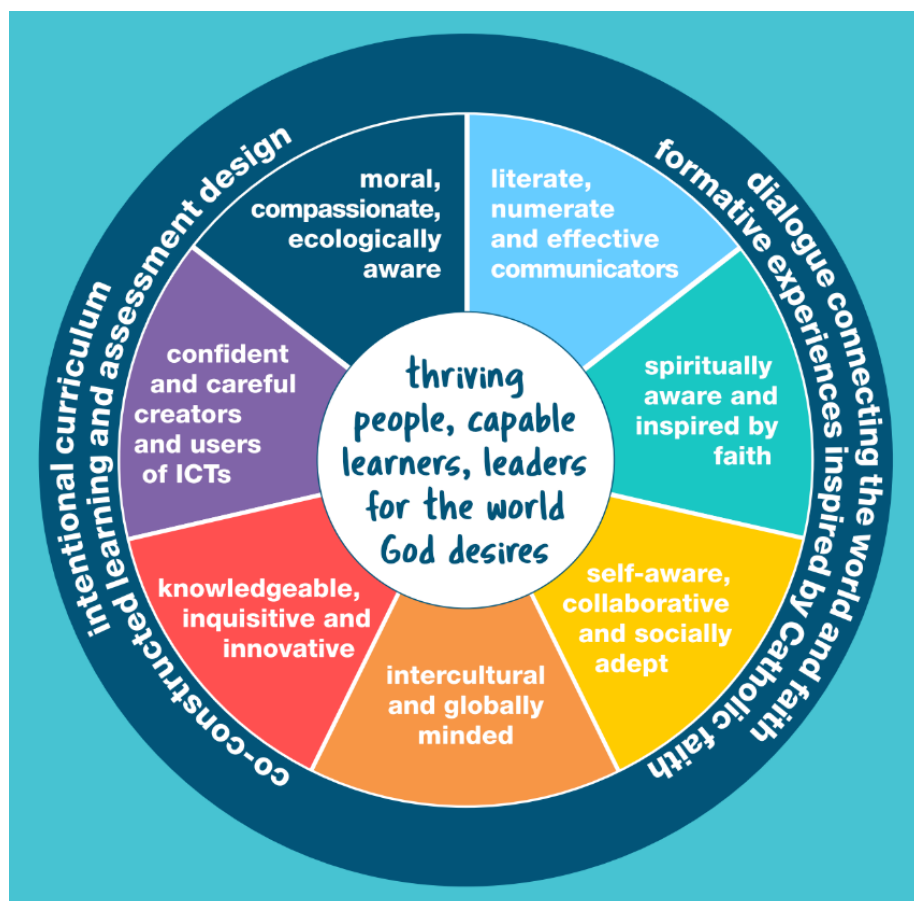 thriving
people, capable
learners, leaders
for the world
God desires
literate,
numerate
and effective
communicators
spiritually
aware and
inspired by
faith
self-aware,
collaborative
and socially
adept
intercultural
and globally
minded
knowledgeable,
inquisitive and
innovative
confident
and careful
creators
and users
of ICTs
moral,
compassionate,
ecologically
aware
dialogue connecting the world and faith
formative experiences inspired by Catholic faith
intentional curriculum
co-constructed learning and assessment design